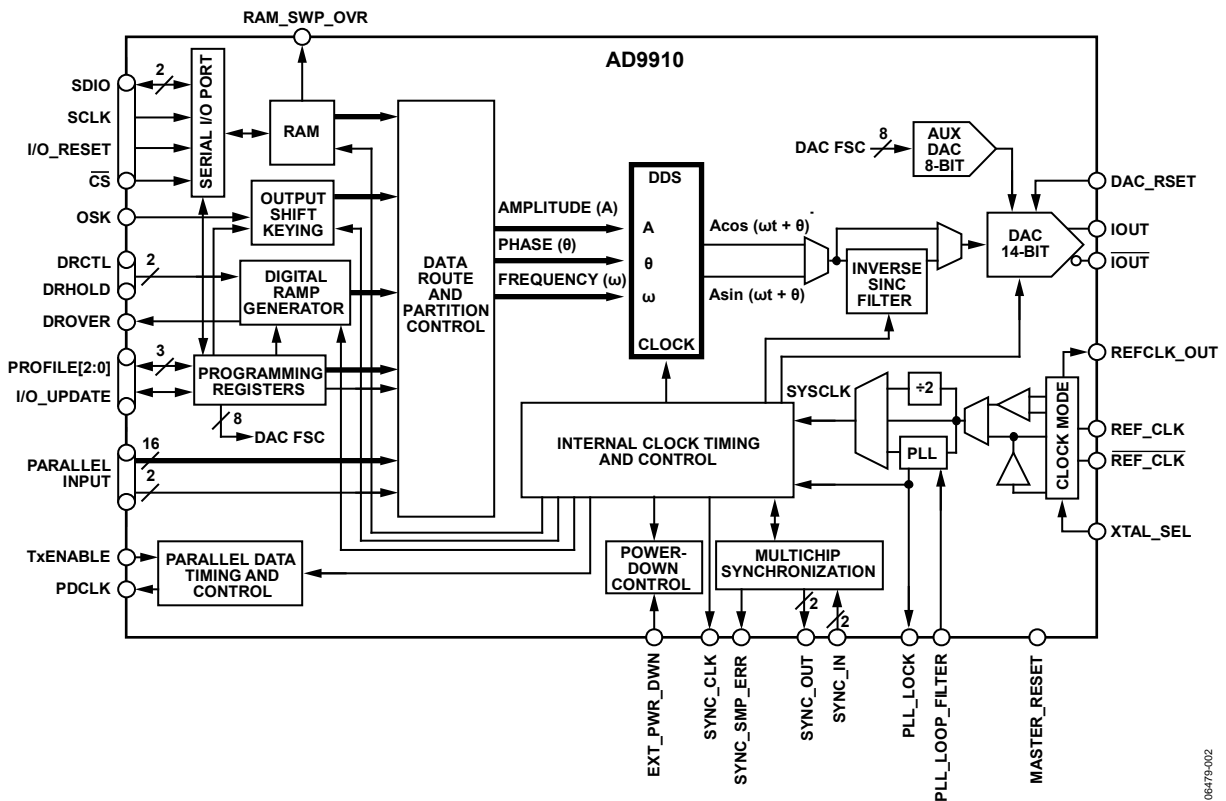 RAM_SWP_OVR
AD9910
SDIO
2
SCLK
I/O_RESET
CS
SERIAL I/O PORT
RAM
OSK
OUTPUT
SHIFT
KEYING
DRCTL
2
DRHOLD
DIGITAL
RAMP
GENERATOR
DROVER
PROFILE[2:0]
3
I/O_UPDATE
PROGRAMMING
REGISTERS
8
DAC FSC
PARALLEL
INPUT
16
2
TxENABLE
PDCLK
PARALLEL DATA
TIMING AND
CONTROL
DATA
ROUTE
AND
PARTITION
CONTROL
AMPLITUDE (A)
PHASE (θ)
FREQUENCY (ω)
DDS
A
θ
ω
CLOCK
Acos (ωt + θ)
Asin (ωt + θ)
INVERSE
SINC
FILTER
DAC FSC
8
AUX
DAC
8-BIT
DAC
14-BIT
DAC_RSET
IOUT
IOUT
REFCLK_OUT
REF_CLK
REF_CLK
XTAL_SEL
CLOCK MODE
SYSCLK
÷2
PLL
INTERNAL CLOCK TIMING
AND CONTROL
POWER-
DOWN
CONTROL
MULTICHIP
SYNCHRONIZATION
2
2
EXT_PWR_DWN
SYNC_CLK
SYNC_SMP_ERR
SYNC_OUT
SYNC_IN
PLL_LOCK
PLL_LOOP_FILTER
MASTER_RESET
06479-002